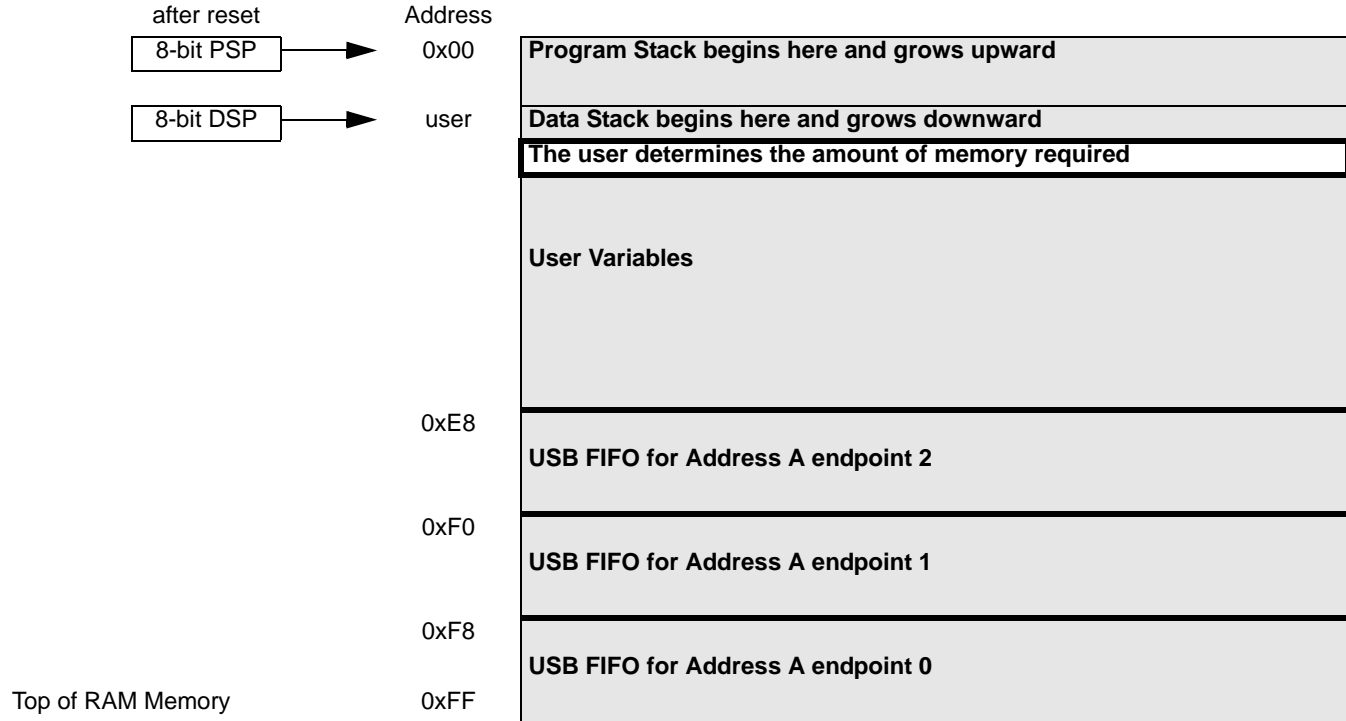 after reset Address
8-bit PSP 0x00 Program Stack begins here and grows upward
8-bit DSP user Data Stack begins here and grows downward
The user determines the amount of memory required
User Variables
0xE8
USB FIFO for Address A endpoint 2
0xF0
USB FIFO for Address A endpoint 1
0xF8
USB FIFO for Address A endpoint 0
Top of RAM Memory 0xFF